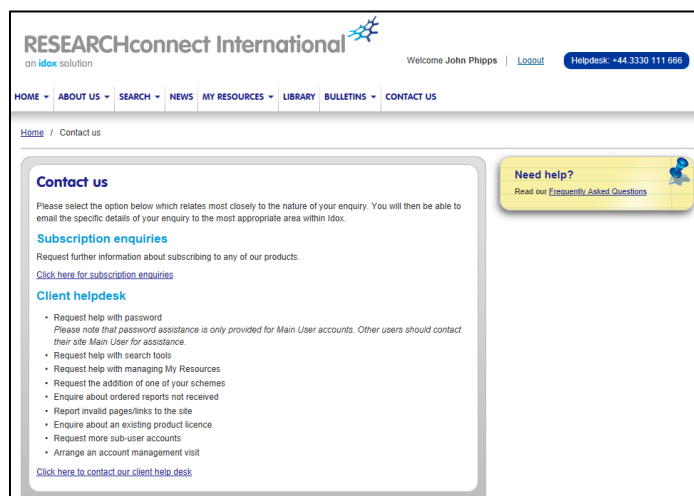 RESEARCHconnect International
an idox solution
Welcome John Phipps | Logout
Helpdesk: +44.3330 111 666
HOME ABOUT US SEARCH NEWS MY RESOURCES LIBRARY BULLETINS CONTACT US
Home / Contact us
Contact us
Please select the option below which relates most closely to the nature of your enquiry. You will then be able to
email the specific details of your enquiry to the most appropriate area within Idox.
Subscription enquiries
Request further information about subscribing to any of our products.
Click here for subscription enquiries
Client helpdesk
• Request help with password
Please note that password assistance is only provided for Main User accounts. Other users should contact
their site Main User for assistance.
• Request help with search tools
• Request help with managing My Resources
• Request the addition of one of your schemes
• Enquire about ordered reports not received
• Report invalid pages/links to the site
• Enquire about an existing product licence
• Request more sub-user accounts
• Arrange an account management visit
Click here to contact our client help desk
Need help?
Read our Frequently Asked Questions